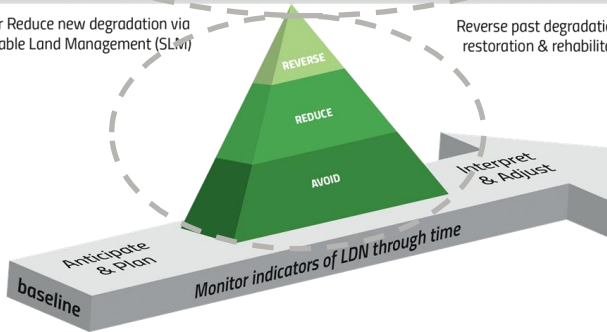 r Reduce new degradation via
able Land Management (SLM)
Reverse past degradatio
restoration & rehabilit
REVERSE
REDUCE
AVOID
Interpret
& Adjust
Anticipate
& Plan
Monitor indicators of LDN through time
baseline